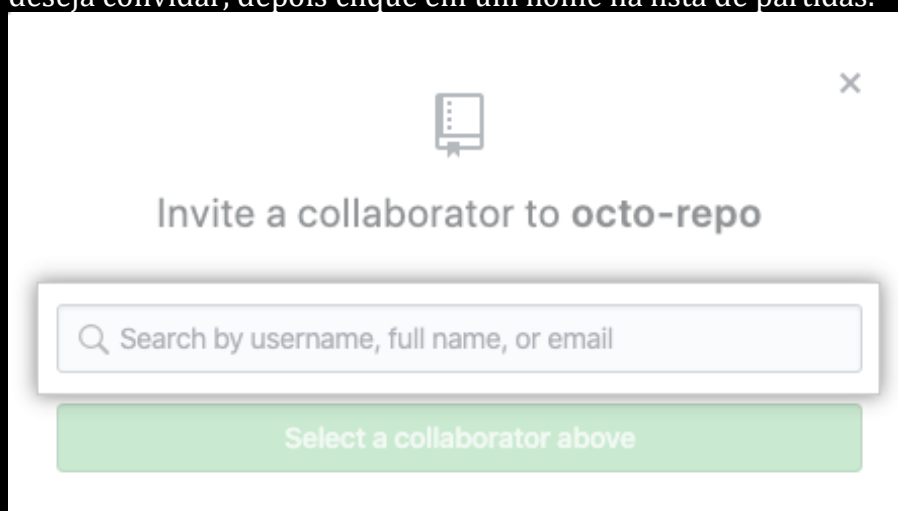 deseja convidar, depois clique em um nome na lista de partidas.
Invite a collaborator to octo-repo
Search by username, full name, or email
Select a collaborator above